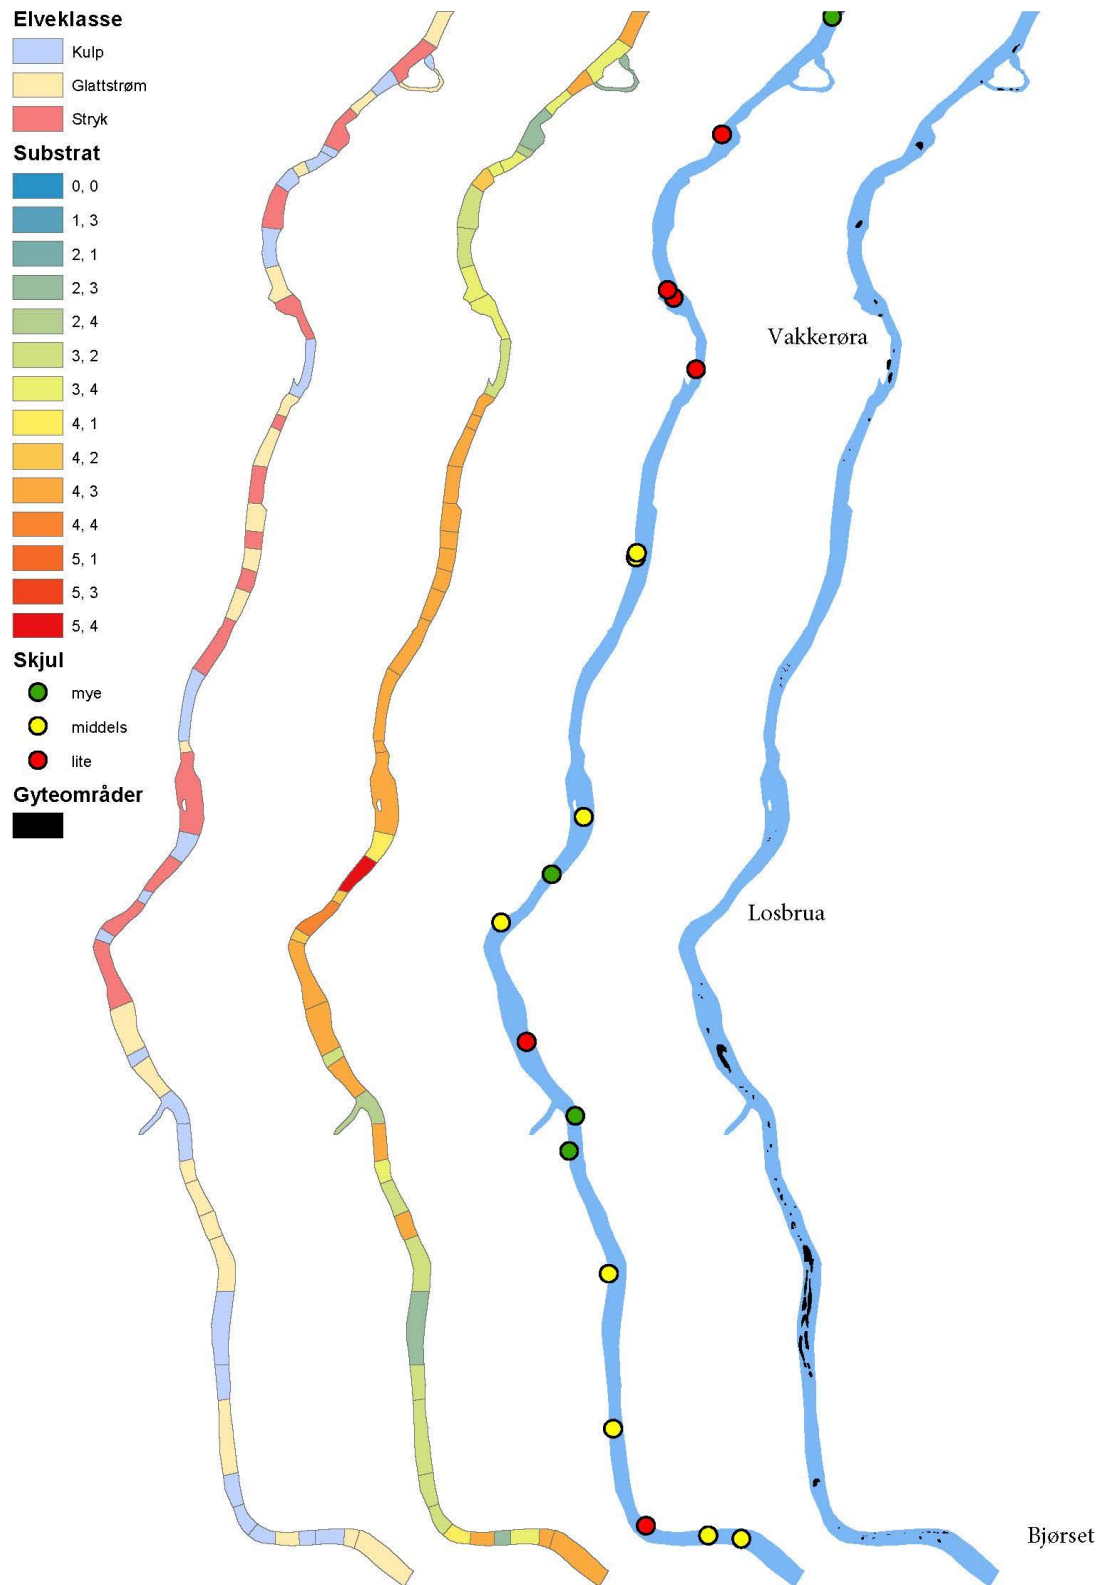 Elveklasse
Kulp
Glattstrøm
Stryk
Substrat
0, 0
1, 3
2, 1
2, 3
2, 4
3, 2
3, 4
4, 1
4, 2
4, 3
4, 4
5, 1
5, 3
5, 4
Skjul
mye
middels
lite
Gyteområder
Vakkerøra
Losbrua
Bjørset